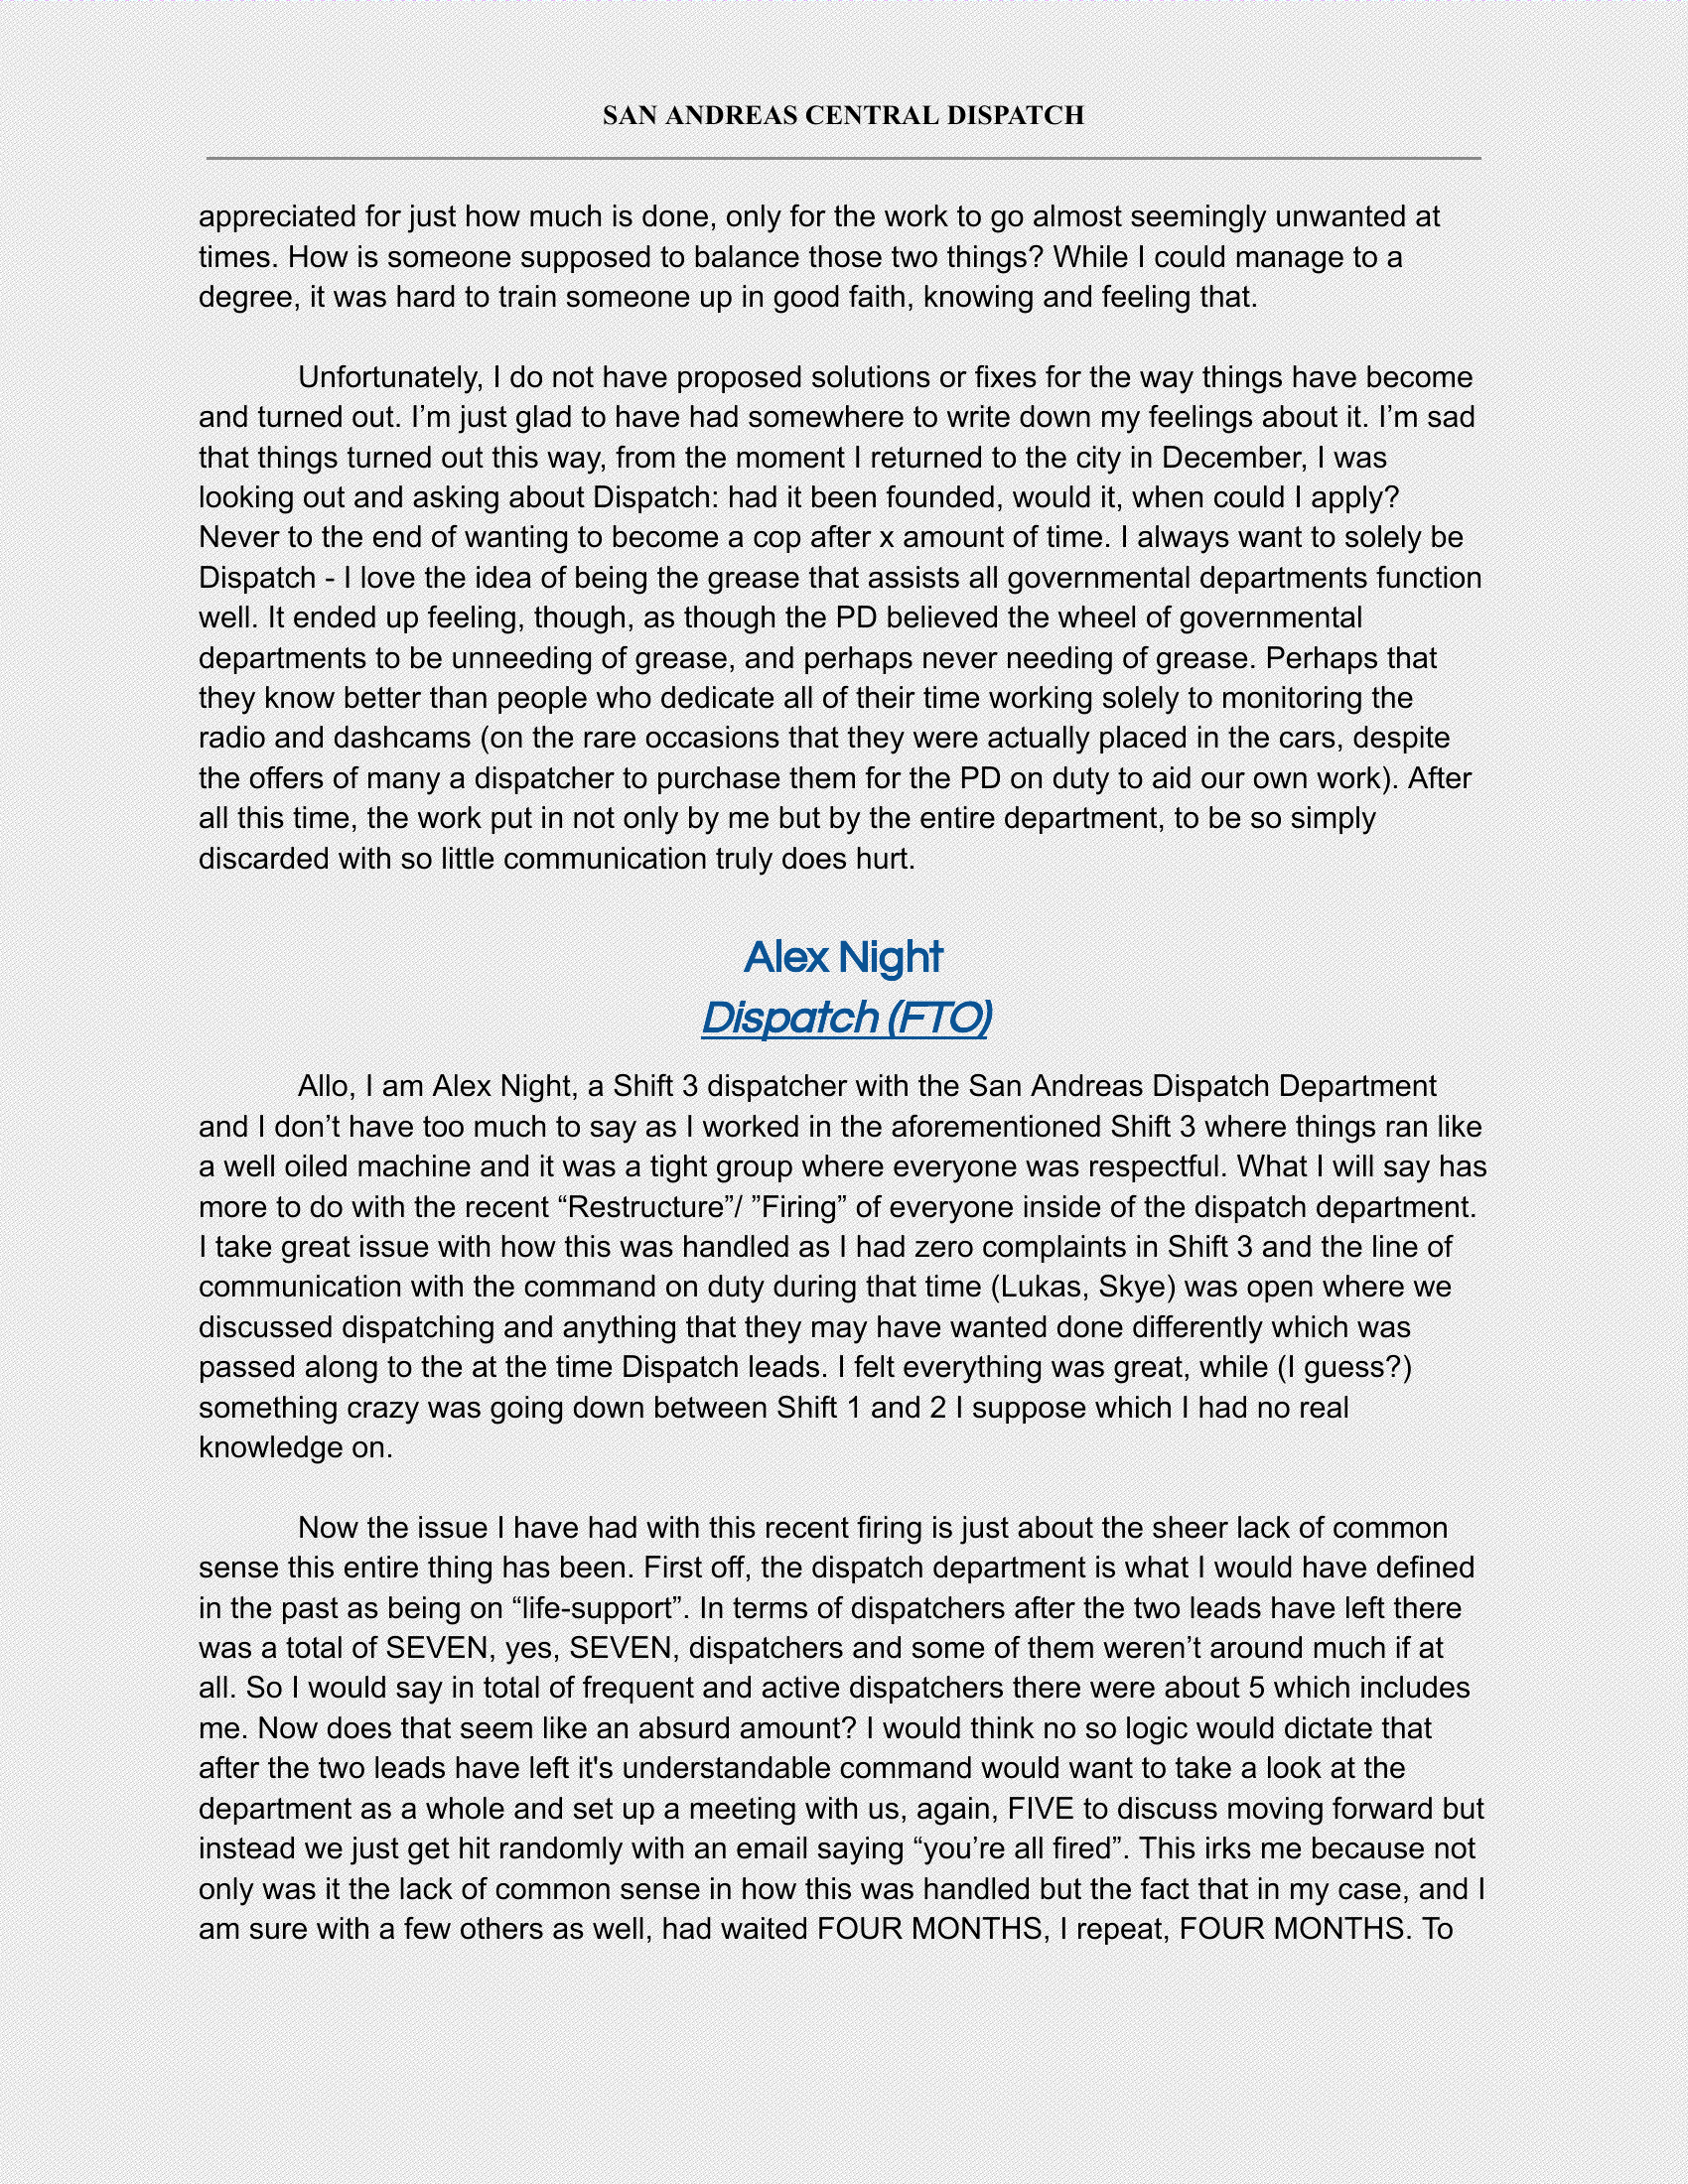 SAN ANDREAS CENTRAL DISPATCH
appreciated for just how much is done, only for the work to go almost seemingly unwanted at
times. How is someone supposed to balance those two things? While I could manage to a
degree, it was hard to train someone up in good faith, knowing and feeling that.
Unfortunately, I do not have proposed solutions or fixes for the way things have become
and turned out. I’m just glad to have had somewhere to write down my feelings about it. I’m sad
that things turned out this way, from the moment I returned to the city in December, I was
looking out and asking about Dispatch: had it been founded, would it, when could I apply?
Never to the end of wanting to become a cop after x amount of time. I always want to solely be
Dispatch - I love the idea of being the grease that assists all governmental departments function
well. It ended up feeling, though, as though the PD believed the wheel of governmental
departments to be unneeding of grease, and perhaps never needing of grease. Perhaps that
they know better than people who dedicate all of their time working solely to monitoring the
radio and dashcams (on the rare occasions that they were actually placed in the cars, despite
the offers of many a dispatcher to purchase them for the PD on duty to aid our own work). After
all this time, the work put in not only by me but by the entire department, to be so simply
discarded with so little communication truly does hurt.
Alex Night
Dispatch (FTO)
Allo, I am Alex Night, a Shift 3 dispatcher with the San Andreas Dispatch Department
and I don’t have too much to say as I worked in the aforementioned Shift 3 where things ran like
a well oiled machine and it was a tight group where everyone was respectful. What I will say has
more to do with the recent “Restructure”/ ”Firing” of everyone inside of the dispatch department.
I take great issue with how this was handled as I had zero complaints in Shift 3 and the line of
communication with the command on duty during that time (Lukas, Skye) was open where we
discussed dispatching and anything that they may have wanted done differently which was
passed along to the at the time Dispatch leads. I felt everything was great, while (I guess?)
something crazy was going down between Shift 1 and 2 I suppose which I had no real
knowledge on.
Now the issue I have had with this recent firing is just about the sheer lack of common
sense this entire thing has been. First off, the dispatch department is what I would have defined
in the past as being on “life-support”. In terms of dispatchers after the two leads have left there
was a total of SEVEN, yes, SEVEN, dispatchers and some of them weren’t around much if at
all. So I would say in total of frequent and active dispatchers there were about 5 which includes
me. Now does that seem like an absurd amount? I would think no so logic would dictate that
after the two leads have left it's understandable command would want to take a look at the
department as a whole and set up a meeting with us, again, FIVE to discuss moving forward but
instead we just get hit randomly with an email saying “you’re all fired”. This irks me because not
only was it the lack of common sense in how this was handled but the fact that in my case, and I
am sure with a few others as well, had waited FOUR MONTHS, I repeat, FOUR MONTHS. To